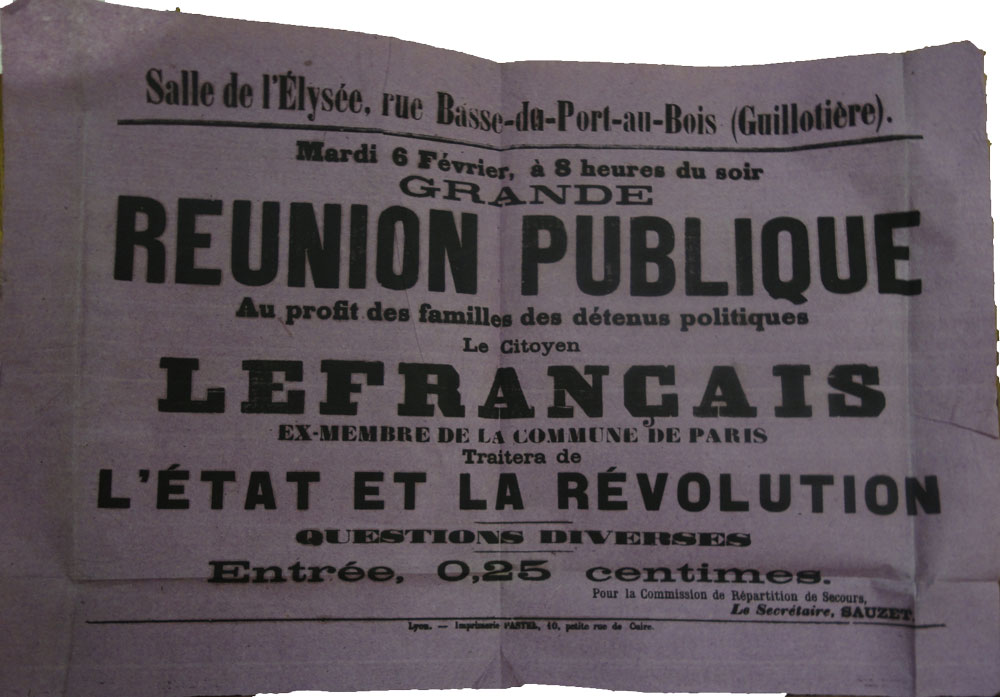 Salle de l'Élysée, rue Basse-du-Port-au-Bois (Guillotière).
Mardi 6 Février, à 8 heures du soir
GRANDE
REUNION PUBLIQUE
Au profit des familles des détenus politiques
Le Citoyen
LEFRANÇAIS
EX-MEMBRE DE LA COMMUNE DE PARIS
Traitera de
L'ÉTAT ET LA RÉVOLUTION
QUESTIONS DIVERSES
Entrée, 0,25 centimes.
Pour la Commission de Répartition de Secours,
Le Secrétaire, SAUZET.
Lyon. — Imprimerie PASTEL, 10, petite rue de Cuire.